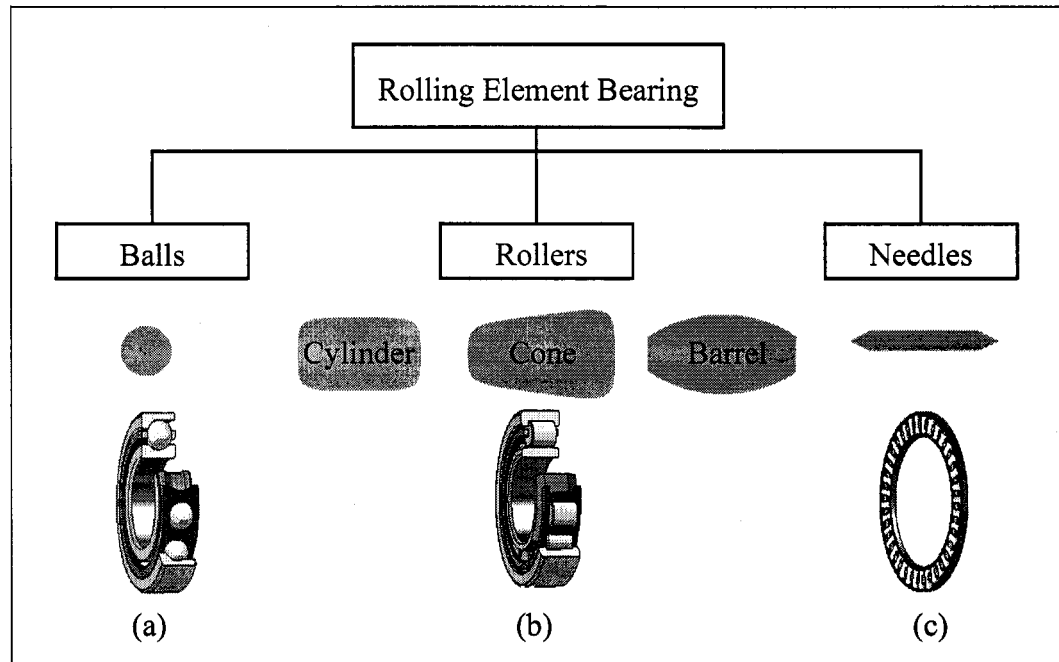 Rolling Element Bearing
Balls
Rollers
Needles
Cylinder
Cone
Barrel
(a)
(b)
(c)